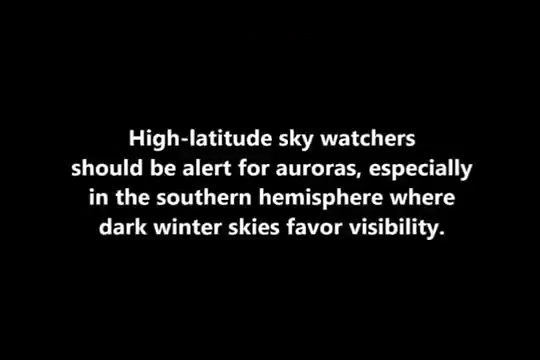 High-latitude sky watchers
should be alert for auroras, especially
in the southern hemisphere where
dark winter skies favor visibility.